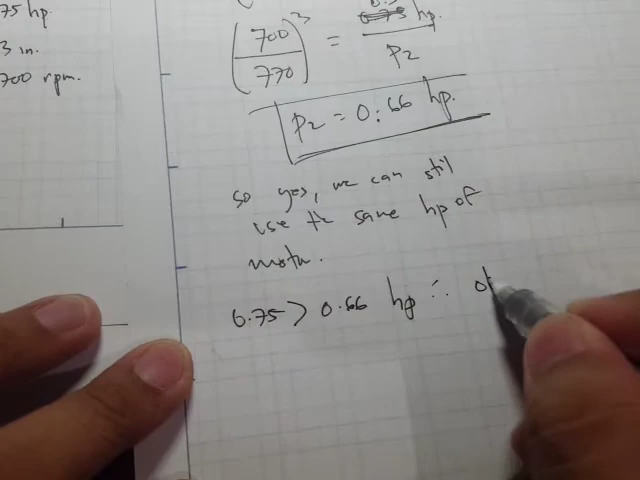 75 hp.
3 in.
700 rpm.
(700/770)³ = hp. / P2
P2 = 0.66 hp.
so yes, we can still
use the same hp of
motor.
0.75 > 0.66 hp ∴ ok